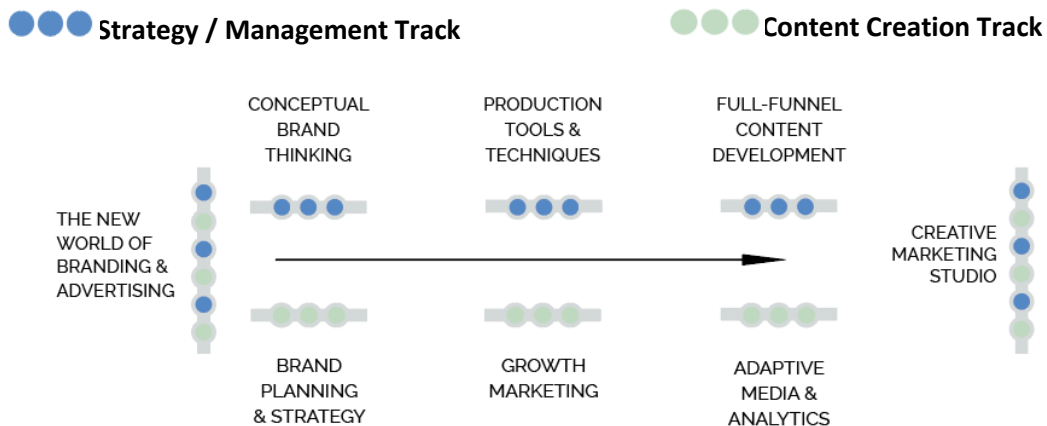 Strategy / Management Track
Content Creation Track
CONCEPTUAL
BRAND
THINKING
PRODUCTION
TOOLS &
TECHNIQUES
FULL-FUNNEL
CONTENT
DEVELOPMENT
THE NEW
WORLD OF
BRANDING &
ADVERTISING
CREATIVE
MARKETING
STUDIO
BRAND
PLANNING
& STRATEGY
GROWTH
MARKETING
ADAPTIVE
MEDIA &
ANALYTICS